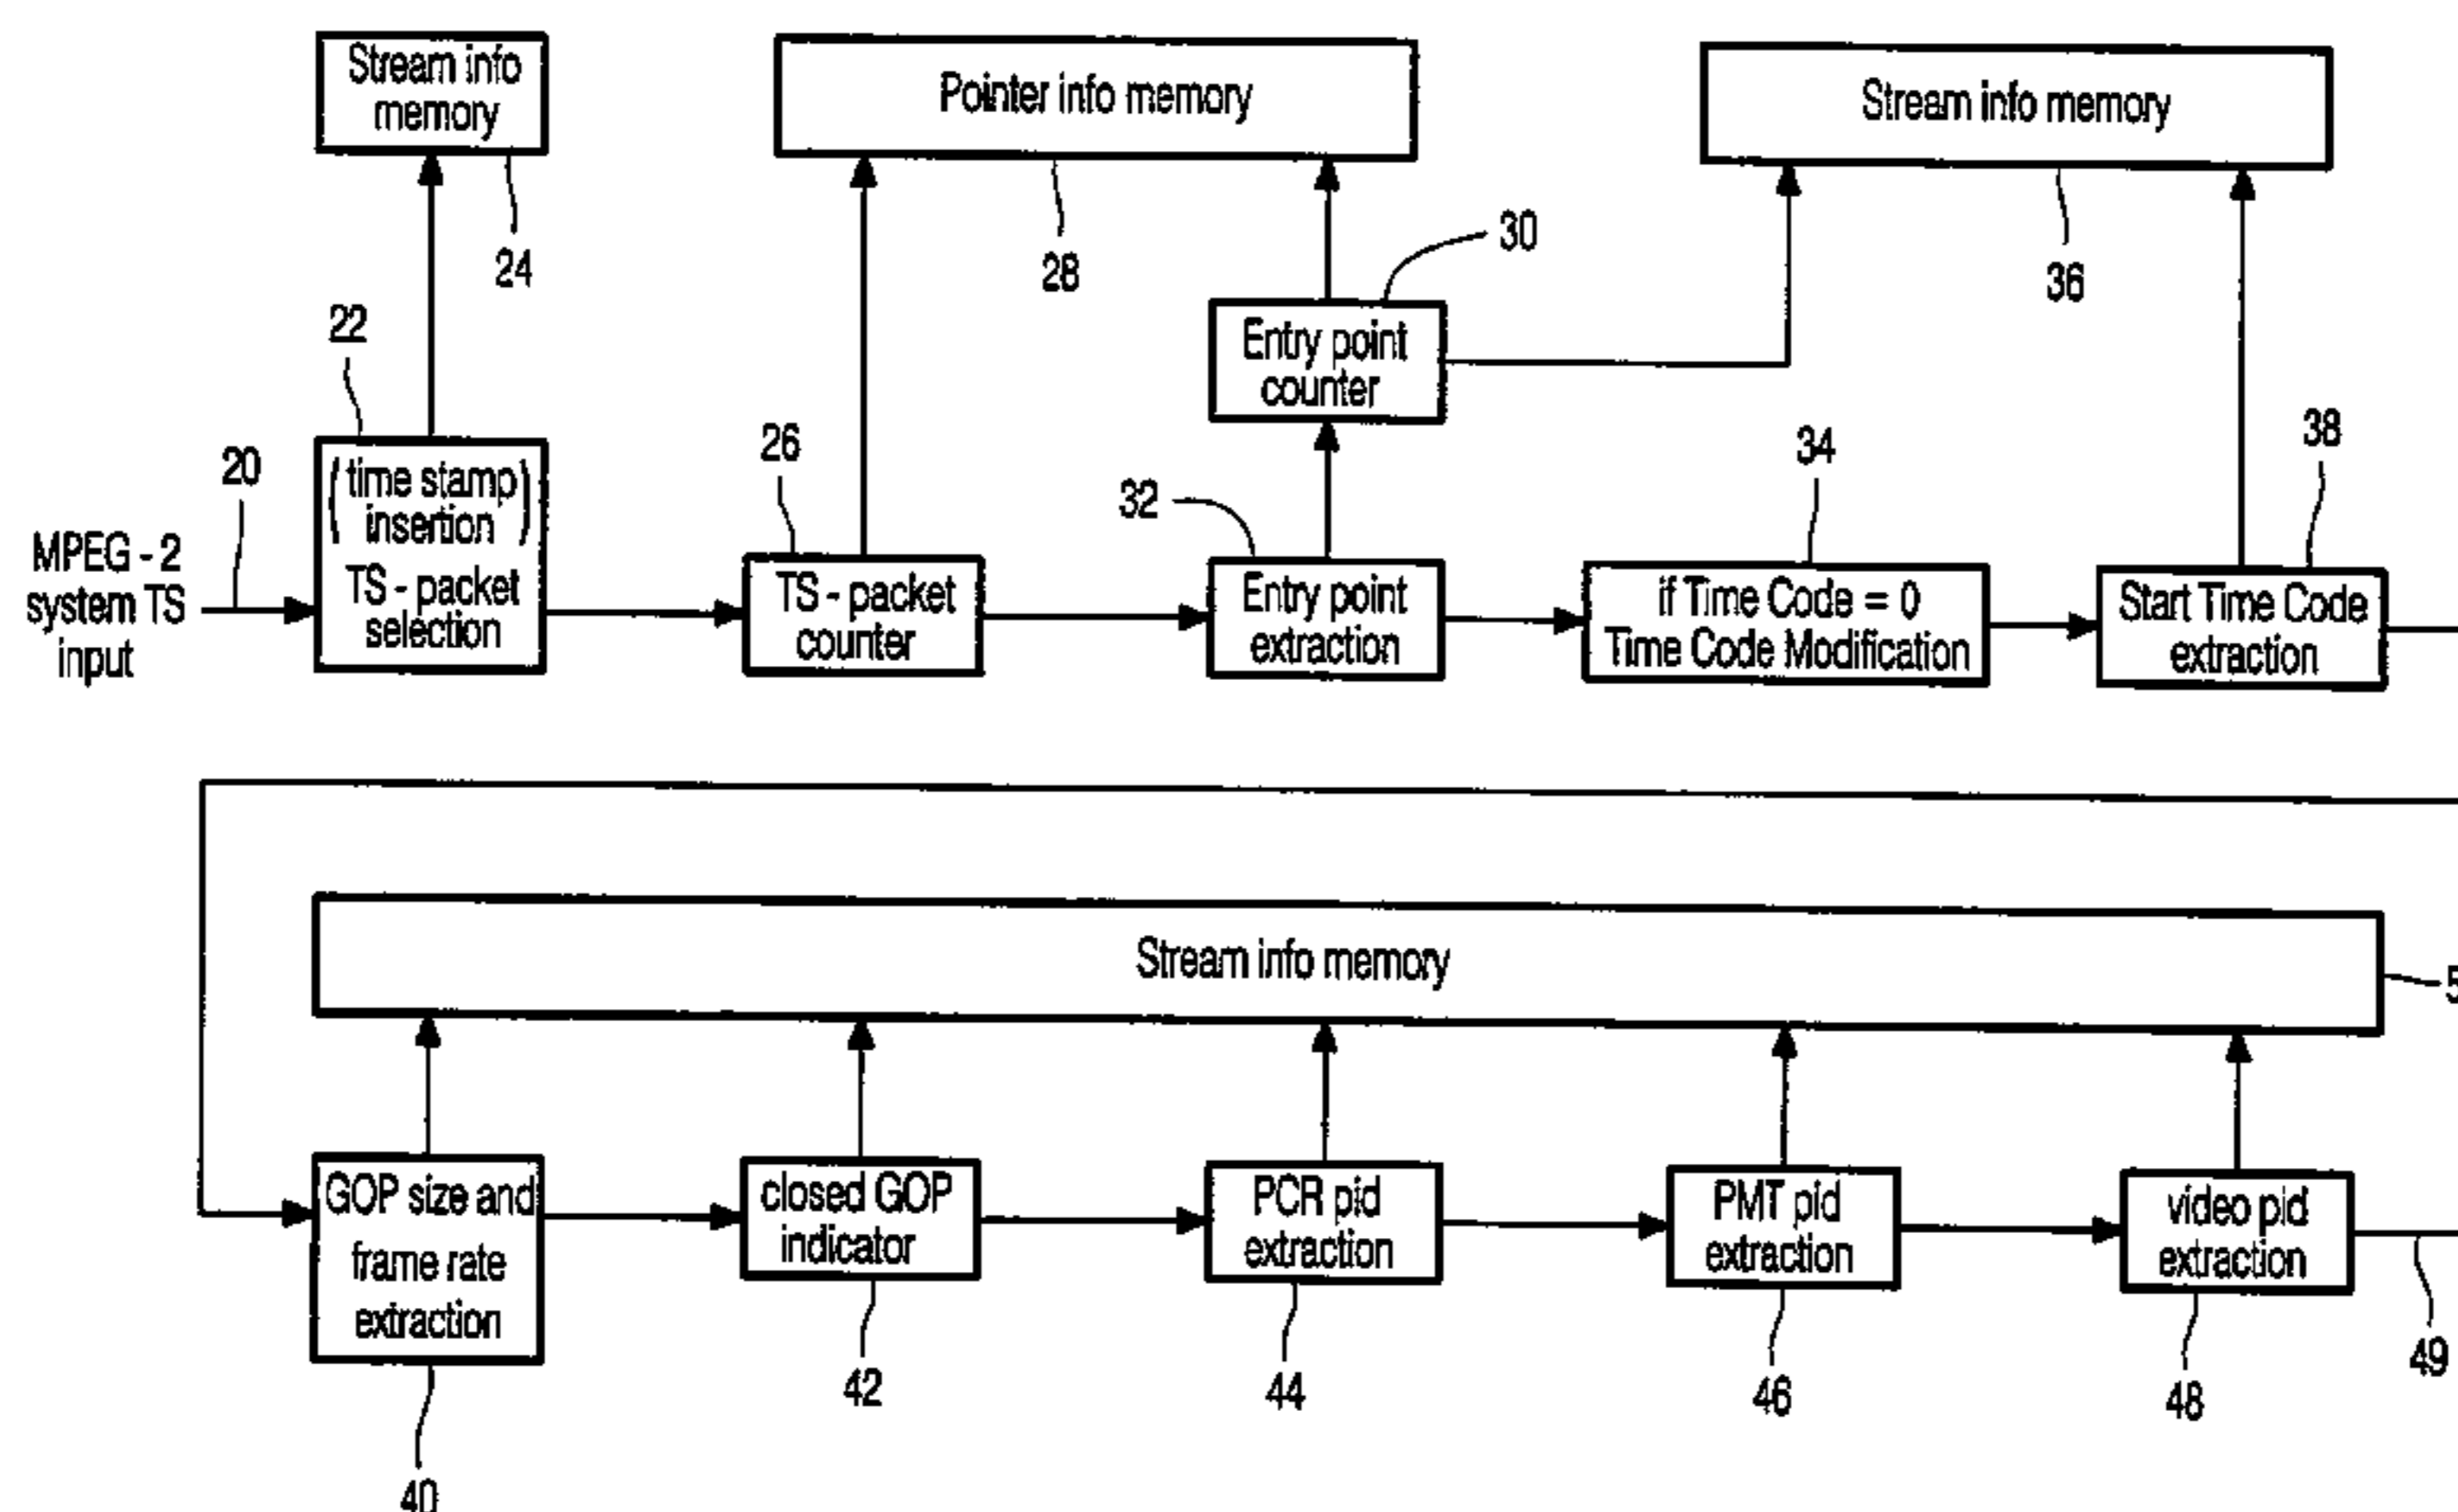 Stream info
memory
Pointer info memory
Stream info memory
24
28
30
36
22
Entry point
counter
20
26
32
34
38
MPEG - 2
system TS
input
(time stamp
insertion)
TS - packet
selection
TS - packet
counter
Entry point
extraction
if Time Code = 0
Time Code Modification
Start Time Code
extraction
Stream info memory
GOP size and
frame rate
extraction
closed GOP
indicator
PCR pid
extraction
PMT pid
extraction
video pid
extraction
40
42
44
46
48
49